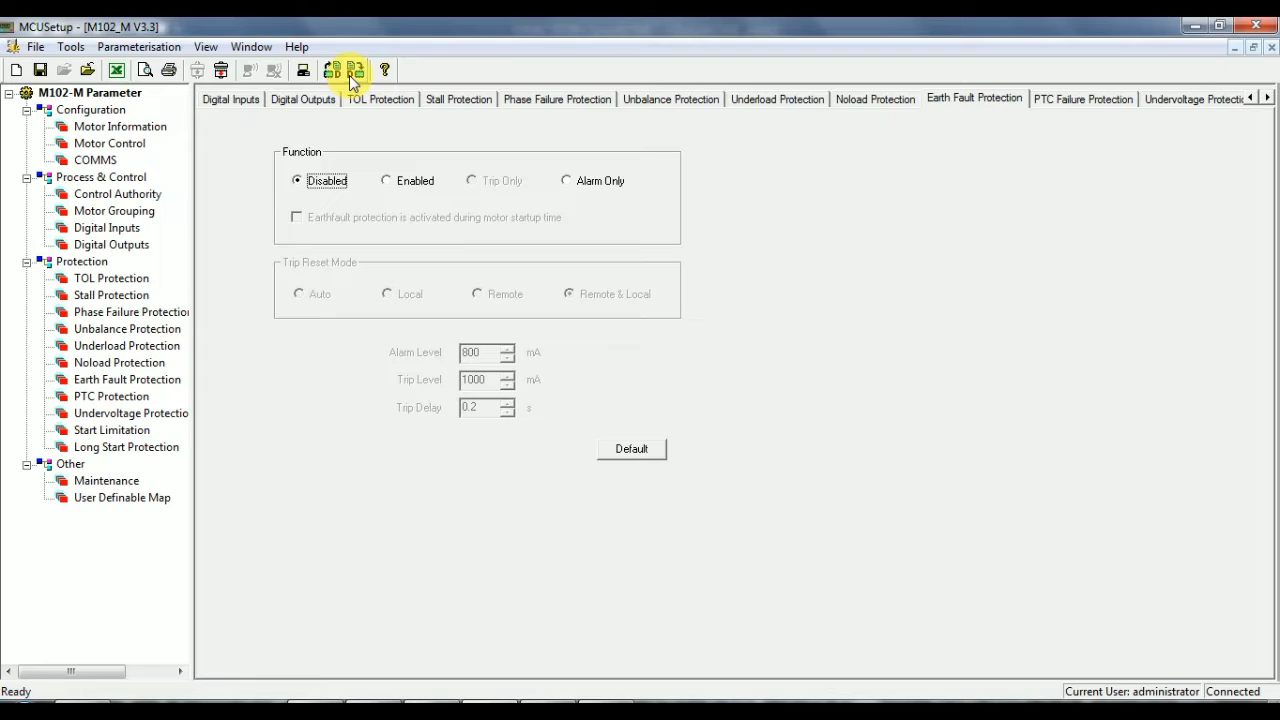 MCUSetup - [M102_M V3.3]
File Tools Parameterisation View Window Help
M102-M Parameter
Configuration
Motor Information
Motor Control
COMMS
Process & Control
Control Authority
Motor Grouping
Digital Inputs
Digital Outputs
Protection
TOL Protection
Stall Protection
Phase Failure Protection
Unbalance Protection
Underload Protection
Noload Protection
Earth Fault Protection
PTC Protection
Undervoltage Protectio
Start Limitation
Long Start Protection
Other
Maintenance
User Definable Map
Digital Inputs Digital Outputs TOL Protection Stall Protection Phase Failure Protection Unbalance Protection Underload Protection Noload Protection Earth Fault Protection PTC Failure Protection Undervoltage Protectic
Function
Disabled Enabled Trip Only Alarm Only
Earthfault protection is activated during motor startup time
Trip Reset Mode
Auto Local Remote Remote & Local
Alarm Level 800 mA
Trip Level 1000 mA
Trip Delay 0.2 s
Default
Ready Current User: administrator Connected